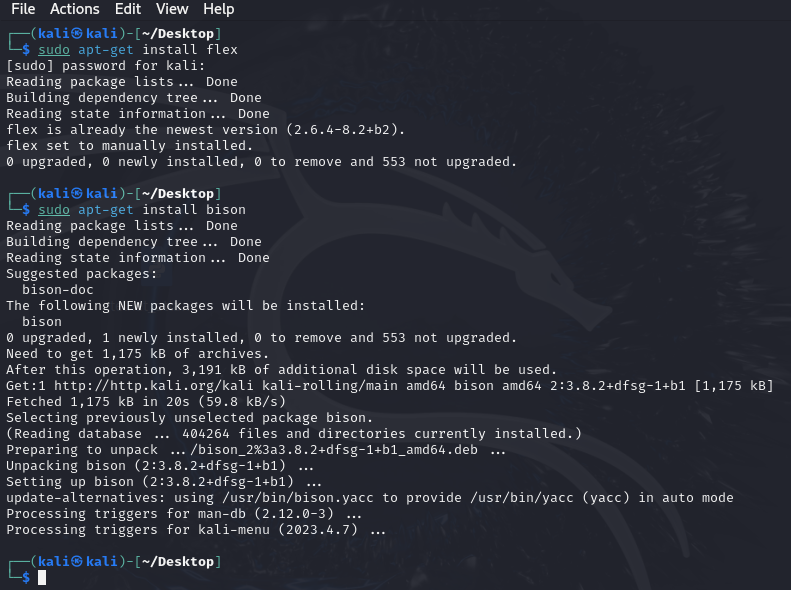 File Actions Edit View Help
┌──(kali㉿kali)-[~/Desktop]
└─$ sudo apt-get install flex
[sudo] password for kali:
Reading package lists... Done
Building dependency tree... Done
Reading state information... Done
flex is already the newest version (2.6.4-8.2+b2).
flex set to manually installed.
0 upgraded, 0 newly installed, 0 to remove and 553 not upgraded.
┌──(kali㉿kali)-[~/Desktop]
└─$ sudo apt-get install bison
Reading package lists... Done
Building dependency tree... Done
Reading state information... Done
Suggested packages:
  bison-doc
The following NEW packages will be installed:
  bison
0 upgraded, 1 newly installed, 0 to remove and 553 not upgraded.
Need to get 1,175 kB of archives.
After this operation, 3,191 kB of additional disk space will be used.
Get:1 http://http.kali.org/kali kali-rolling/main amd64 bison amd64 2:3.8.2+dfsg-1+b1 [1,175 kB]
Fetched 1,175 kB in 20s (59.8 kB/s)
Selecting previously unselected package bison.
(Reading database ... 404264 files and directories currently installed.)
Preparing to unpack .../bison_2%3a3.8.2+dfsg-1+b1_amd64.deb ...
Unpacking bison (2:3.8.2+dfsg-1+b1) ...
Setting up bison (2:3.8.2+dfsg-1+b1) ...
update-alternatives: using /usr/bin/bison.yacc to provide /usr/bin/yacc (yacc) in auto mode
Processing triggers for man-db (2.12.0-3) ...
Processing triggers for kali-menu (2023.4.7) ...
┌──(kali㉿kali)-[~/Desktop]
└─$